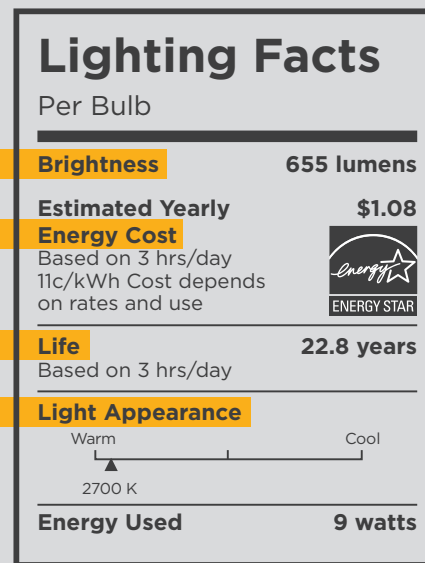 Lighting Facts
Per Bulb
Brightness 655 lumens
Estimated Yearly $1.08
Energy Cost
Based on 3 hrs/day
11c/kWh Cost depends
on rates and use
energy
ENERGY STAR
Life 22.8 years
Based on 3 hrs/day
Light Appearance
Warm Cool
2700 K
Energy Used 9 watts